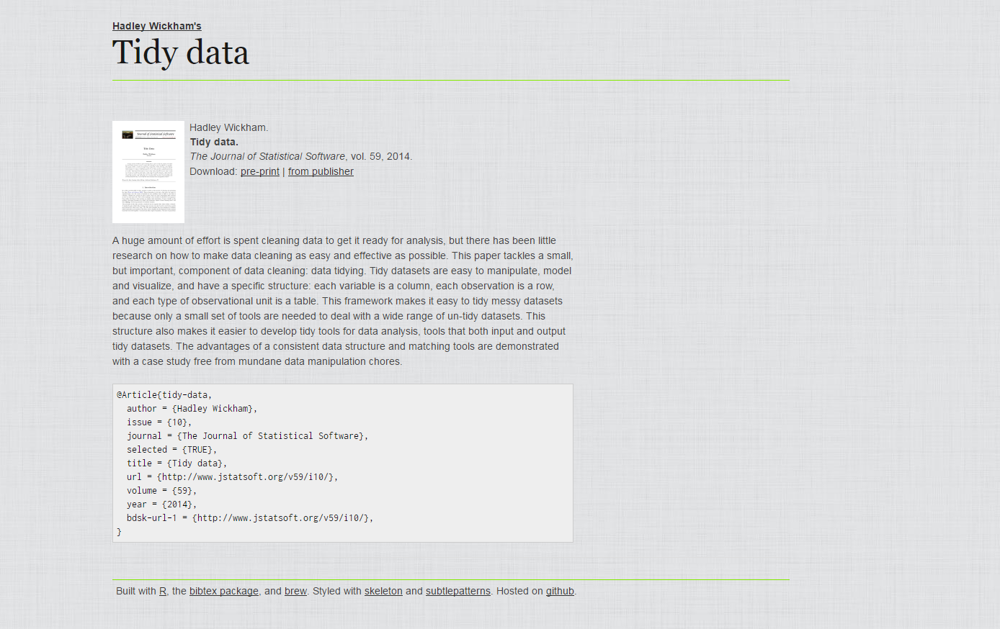 Hadley Wickham's
Tidy data
Journal of Statistical Software
Tidy Data
Hadley Wickham
Hadley Wickham.
Tidy data.
The Journal of Statistical Software, vol. 59, 2014.
Download: pre-print | from publisher
A huge amount of effort is spent cleaning data to get it ready for analysis, but there has been little
research on how to make data cleaning as easy and effective as possible. This paper tackles a small,
but important, component of data cleaning: data tidying. Tidy datasets are easy to manipulate, model
and visualize, and have a specific structure: each variable is a column, each observation is a row,
and each type of observational unit is a table. This framework makes it easy to tidy messy datasets
because only a small set of tools are needed to deal with a wide range of un-tidy datasets. This
structure also makes it easier to develop tidy tools for data analysis, tools that both input and output
tidy datasets. The advantages of a consistent data structure and matching tools are demonstrated
with a case study free from mundane data manipulation chores.
@Article{tidy-data,
  author = {Hadley Wickham},
  issue = {10},
  journal = {The Journal of Statistical Software},
  selected = {TRUE},
  title = {Tidy data},
  url = {http://www.jstatsoft.org/v59/i10/},
  volume = {59},
  year = {2014},
  bdsk-url-1 = {http://www.jstatsoft.org/v59/i10/},
}
Built with R, the bibtex package, and brew. Styled with skeleton and subtlepatterns. Hosted on github.